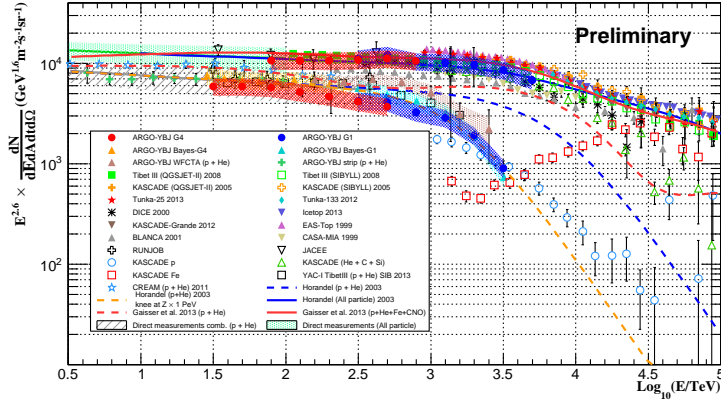 Preliminary
E^{2.6} × dN/dEdAdtdΩ (GeV^{1.6}m^{-2}s^{-1}sr^{-1})
10^4
10^3
10^2
10
ARGO-YBJ G4 ARGO-YBJ G1
ARGO-YBJ Bayes-G4 ARGO-YBJ Bayes-G1
ARGO-YBJ WFCTA (p + He) ARGO-YBJ strip (p + He)
Tibet III (QGSJET-II) 2008 Tibet III (SIBYLL) 2008
KASCADE (QGSJET-II) 2005 KASCADE (SIBYLL) 2005
Tunka-25 2013 Tunka-133 2012
DICE 2000 Icetop 2013
KASCADE-Grande 2012 EAS-Top 1999
BLANCA 2001 CASA-MIA 1999
RUNJOB JACEE
KASCADE p KASCADE (He + C + Si)
KASCADE Fe YAC-I TibetIII (p + He) SIB 2013
CREAM (p + He) 2011 Horandel (p + He) 2003
Horandel (p+He) 2003 Horandel (All particle) 2003
knee at Z × 1 PeV
Gaisser et al. 2013 (p + He) Gaisser et al. 2013 (p+He+Fe+CNO)
Direct measurements comb. (p + He) Direct measurements (All particle)
0.5 1 1.5 2 2.5 3 3.5 4 4.5 5
Log_{10}(E/TeV)